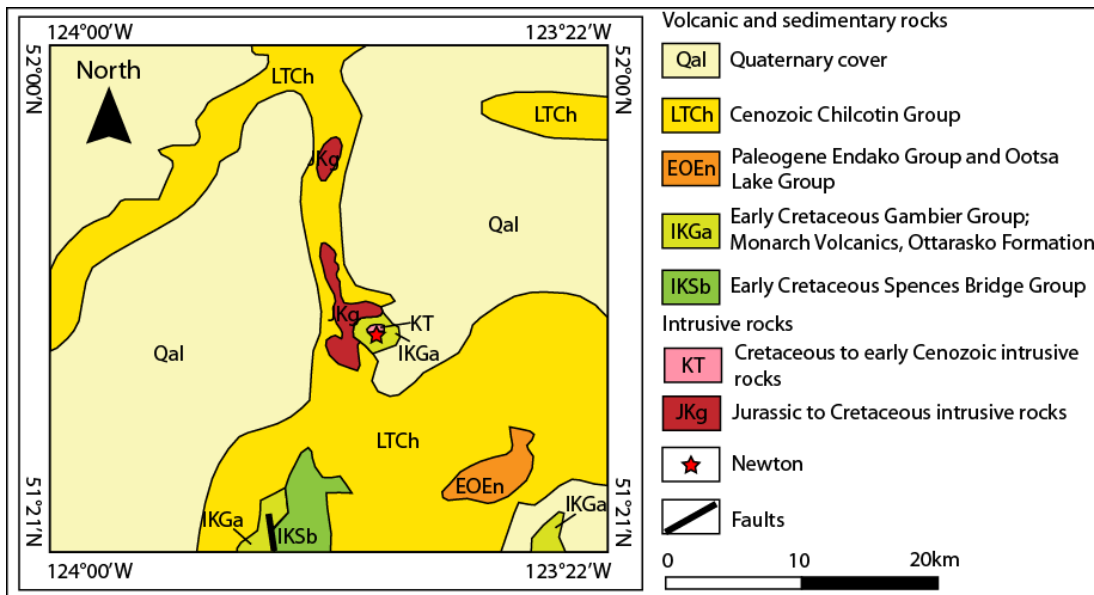 124°00’W
123°22’W
52°00’N
52°00’N
North
LTCh
LTCh
JKg
Qal
JKg
KT
IKGa
Qal
LTCh
EOEn
IKGa
IKGa
IKSb
51°21’N
51°21’N
124°00’W
123°22’W
Volcanic and sedimentary rocks
Qal Quaternary cover
LTCh Cenozoic Chilcotin Group
EOEn Paleogene Endako Group and Ootsa
Lake Group
IKGa Early Cretaceous Gambier Group;
Monarch Volcanics, Ottarasko Formation
IKSb Early Cretaceous Spences Bridge Group
Intrusive rocks
KT Cretaceous to early Cenozoic intrusive
rocks
JKg Jurassic to Cretaceous intrusive rocks
Newton
Faults
0 10 20km